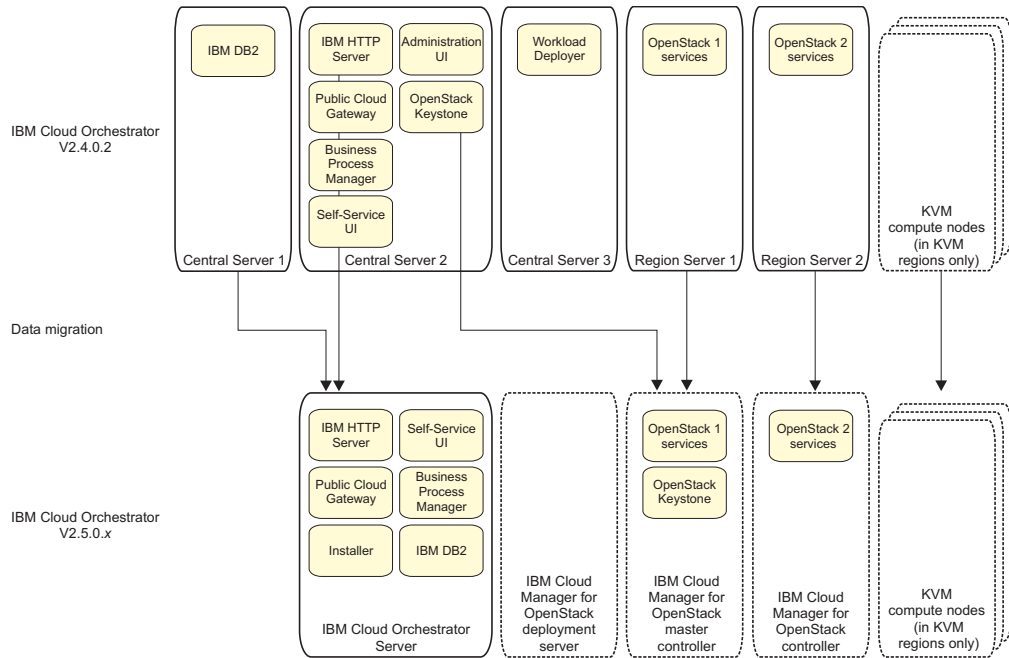 IBM Cloud Orchestrator
V2.4.0.2
IBM DB2
Central Server 1
IBM HTTP
Server
Administration
UI
Public Cloud
Gateway
OpenStack
Keystone
Business
Process
Manager
Self-Service
UI
Central Server 2
Workload
Deployer
Central Server 3
OpenStack 1
services
Region Server 1
OpenStack 2
services
Region Server 2
KVM
compute nodes
(in KVM
regions only)
Data migration
IBM Cloud Orchestrator
V2.5.0.x
IBM HTTP
Server
Self-Service
UI
Public Cloud
Gateway
Business
Process
Manager
Installer
IBM DB2
IBM Cloud Orchestrator
Server
IBM Cloud
Manager for
OpenStack
deployment
server
OpenStack 1
services
OpenStack
Keystone
IBM Cloud
Manager for
OpenStack
master
controller
OpenStack 2
services
IBM Cloud
Manager for
OpenStack
controller
KVM
compute nodes
(in KVM
regions only)